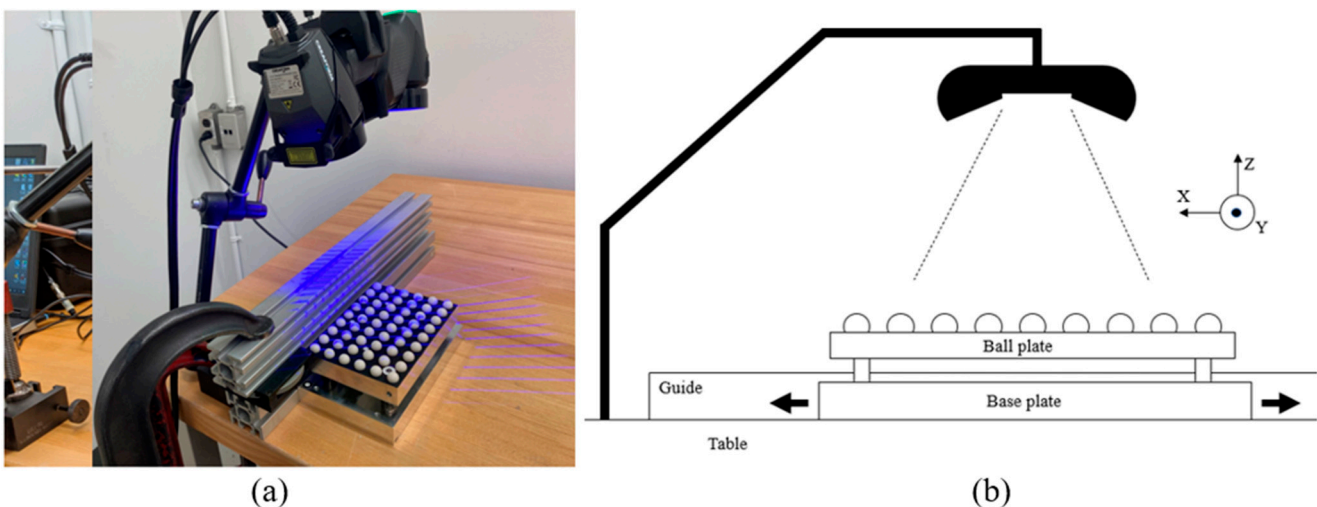 Z
X
Y
Ball plate
Guide
Base plate
Table
(a)
(b)